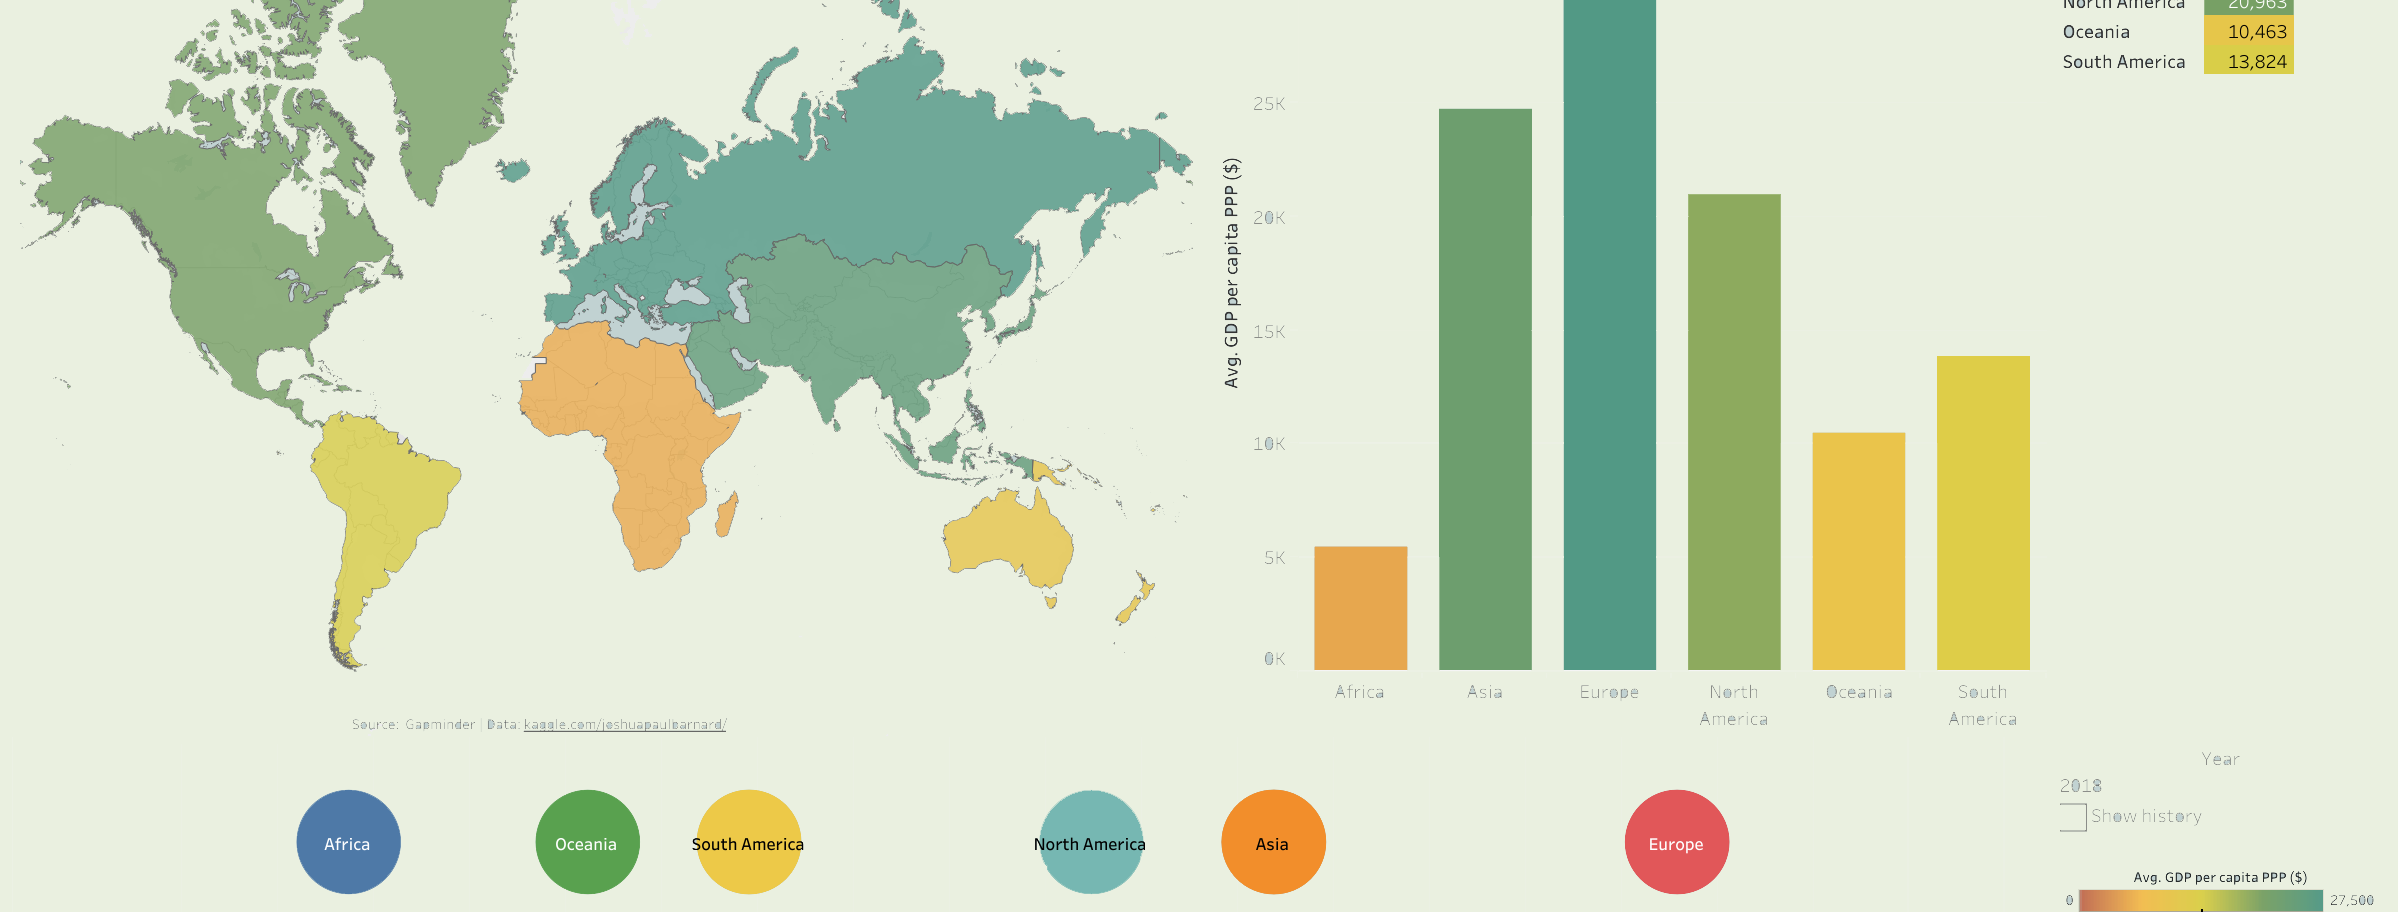 North America 20,963
Oceania 10,463
South America 13,824
25K
20K
15K
10K
5K
0K
Avg. GDP per capita PPP ($)
Africa Asia Europe North America Oceania South America
Source: Gapminder | Data: kaggle.com/joshuapaulbarnard/
Year
2018
Show history
Africa Oceania South America North America Asia Europe
Avg. GDP per capita PPP ($)
0 27,500